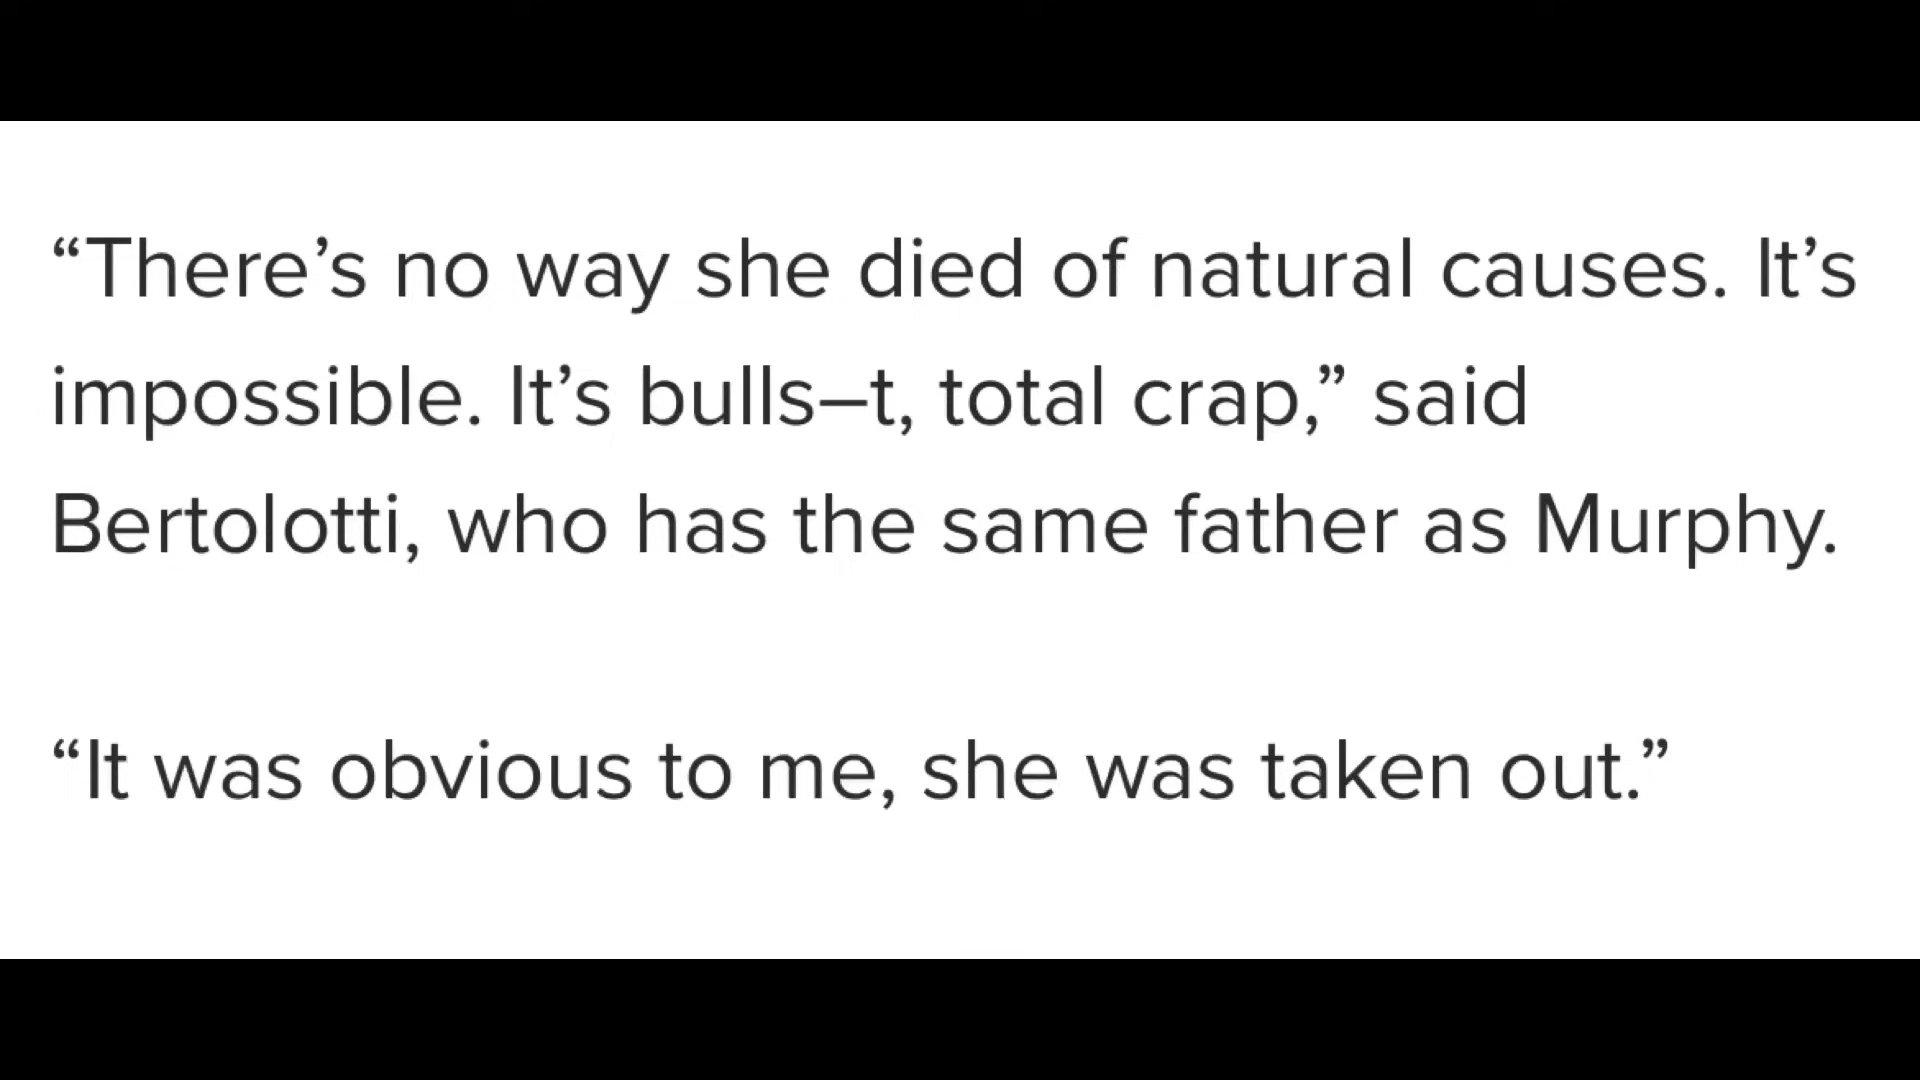 “There’s no way she died of natural causes. It’s
impossible. It’s bulls—t, total crap,” said
Bertolotti, who has the same father as Murphy.
“It was obvious to me, she was taken out.”